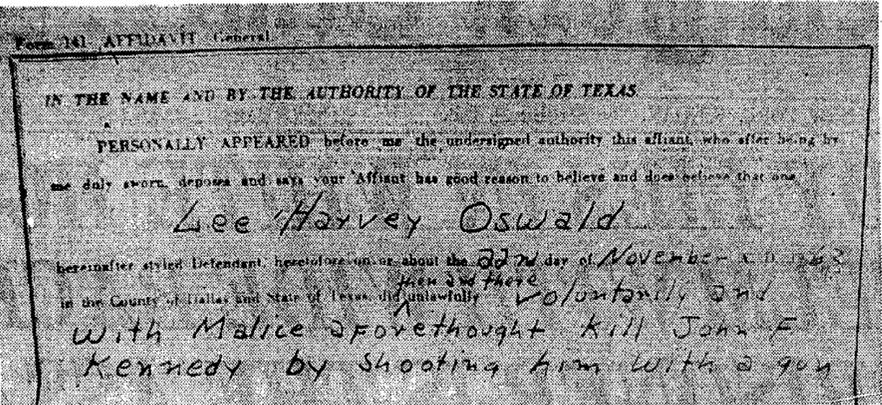 Form 141 AFFIDAVIT General
IN THE NAME AND BY THE AUTHORITY OF THE STATE OF TEXAS
PERSONALLY APPEARED before me the undersigned authority this affiant, who after being by
me duly sworn, deposes and says your Affiant has good reason to believe and does believe that one
Lee Harvey Oswald
hereinafter styled Defendant, heretofore on or about the 22nd day of November A. D. 1963
then and there
in the County of Dallas and State of Texas, did unlawfully voluntarily and
with Malice aforethought kill John F
Kennedy by shooting him with a gun